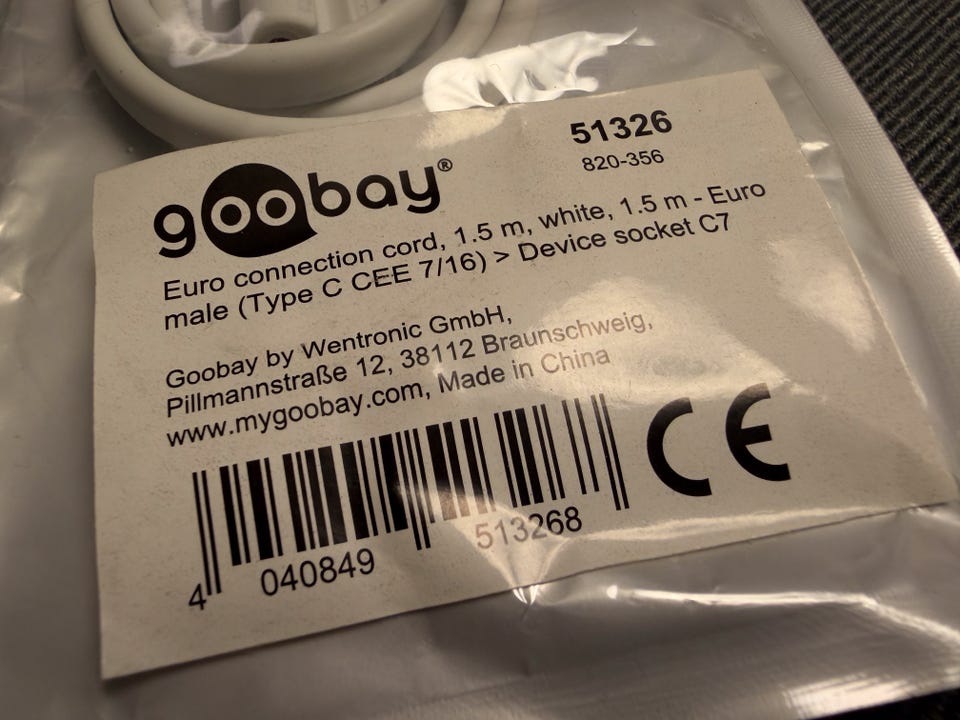 goobay®
51326
820-356
Euro connection cord, 1.5 m, white, 1.5 m - Euro
male (Type C CEE 7/16) > Device socket C7
Goobay by Wentronic GmbH,
Pillmannstraße 12, 38112 Braunschweig,
www.mygoobay.com, Made in China
CE
4 040849 513268